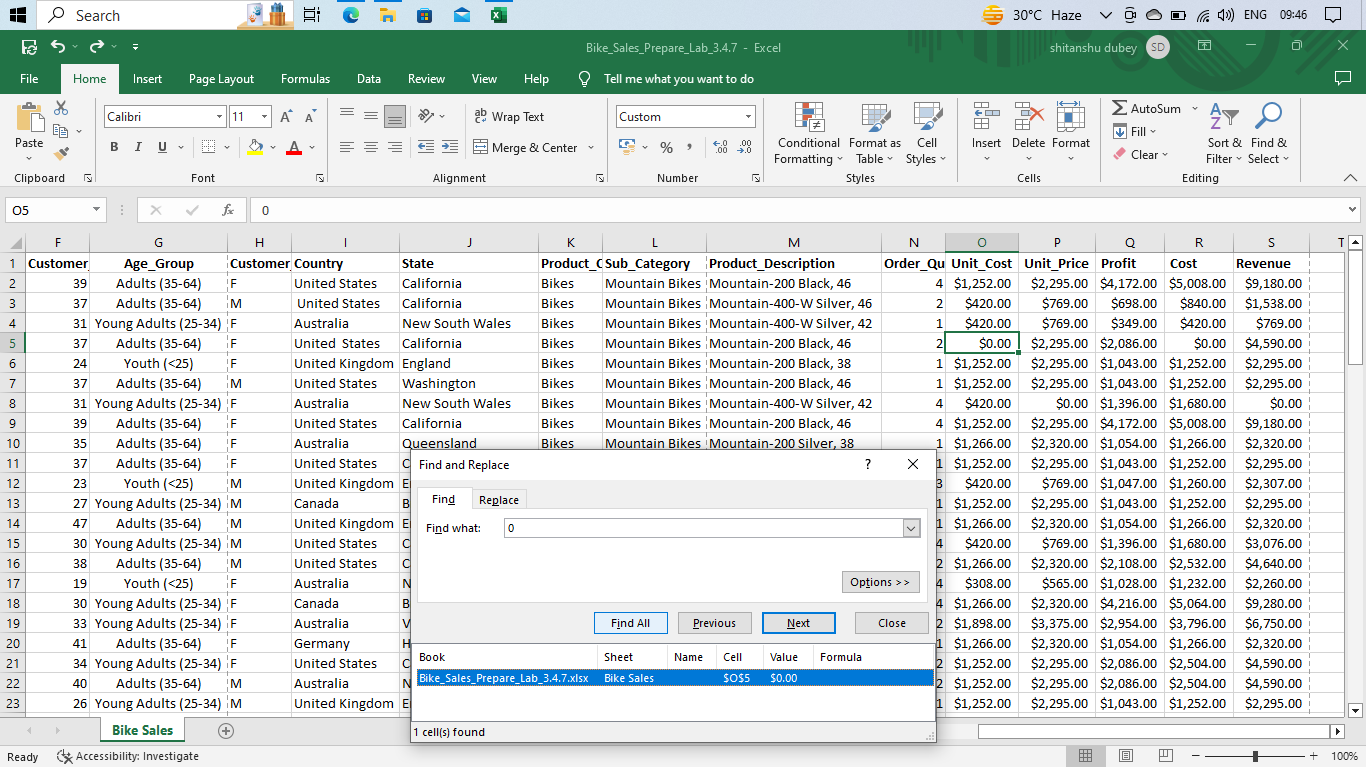 Search 30°C Haze ENG 09:46
Bike_Sales_Prepare_Lab_3.4.7 - Excel shitanshu dubey SD
File Home Insert Page Layout Formulas Data Review View Help Tell me what you want to do
Paste Calibri 11 Wrap Text Custom Conditional Formatting Format as Table Cell Styles Insert Delete Format AutoSum Sort & Filter Find & Select
B I U A Merge & Center % Fill
Clear
Clipboard Font Alignment Number Styles Cells Editing
O5 fx 0
F G H I J K L M N O P Q R S T
1 Customer_ Age_Group Customer_ Country State Product_C Sub_Category Product_Description Order_Qu Unit_Cost Unit_Price Profit Cost Revenue
2 39 Adults (35-64) F United States California Bikes Mountain Bikes Mountain-200 Black, 46 4 $1,252.00 $2,295.00 $4,172.00 $5,008.00 $9,180.00
3 37 Adults (35-64) M United States California Bikes Mountain Bikes Mountain-400-W Silver, 46 2 $420.00 $769.00 $698.00 $840.00 $1,538.00
4 31 Young Adults (25-34) F Australia New South Wales Bikes Mountain Bikes Mountain-400-W Silver, 42 1 $420.00 $769.00 $349.00 $420.00 $769.00
5 37 Adults (35-64) F United  States California Bikes Mountain Bikes Mountain-200 Black, 46 2 $0.00 $2,295.00 $2,086.00 $0.00 $4,590.00
6 24 Youth (<25) F United Kingdom England Bikes Mountain Bikes Mountain-200 Black, 38 1 $1,252.00 $2,295.00 $1,043.00 $1,252.00 $2,295.00
7 37 Adults (35-64) M United States Washington Bikes Mountain Bikes Mountain-200 Black, 46 1 $1,252.00 $2,295.00 $1,043.00 $1,252.00 $2,295.00
8 31 Young Adults (25-34) F Australia New South Wales Bikes Mountain Bikes Mountain-400-W Silver, 42 4 $420.00 $0.00 $1,396.00 $1,680.00 $0.00
9 39 Adults (35-64) F United States California Bikes Mountain Bikes Mountain-200 Black, 46 4 $1,252.00 $2,295.00 $4,172.00 $5,008.00 $9,180.00
10 35 Adults (35-64) F Australia Queensland Bikes Mountain Bikes Mountain-200 Silver, 38 1 $1,266.00 $2,320.00 $1,054.00 $1,266.00 $2,320.00
11 37 Adults (35-64) F United States 1 $1,252.00 $2,295.00 $1,043.00 $1,252.00 $2,295.00
12 23 Youth (<25) M United Kingdom E 3 $420.00 $769.00 $1,047.00 $1,260.00 $2,307.00
13 27 Young Adults (25-34) M Canada B 1 $1,252.00 $2,295.00 $1,043.00 $1,252.00 $2,295.00
14 47 Adults (35-64) F United Kingdom E 1 $1,266.00 $2,320.00 $1,054.00 $1,266.00 $2,320.00
15 30 Young Adults (25-34) M United States 4 $420.00 $769.00 $1,396.00 $1,680.00 $3,076.00
16 38 Adults (35-64) M United States 2 $1,266.00 $2,320.00 $2,108.00 $2,532.00 $4,640.00
17 19 Youth (<25) F Australia N 4 $308.00 $565.00 $1,028.00 $1,232.00 $2,260.00
18 30 Young Adults (25-34) F Canada B 4 $1,266.00 $2,320.00 $4,216.00 $5,064.00 $9,280.00
19 33 Young Adults (25-34) F Australia V 2 $1,898.00 $3,375.00 $2,954.00 $3,796.00 $6,750.00
20 41 Adults (35-64) F Germany H 1 $1,266.00 $2,320.00 $1,054.00 $1,266.00 $2,320.00
21 34 Young Adults (25-34) F United States 2 $1,252.00 $2,295.00 $2,086.00 $2,504.00 $4,590.00
22 40 Adults (35-64) M Australia N 2 $1,252.00 $2,295.00 $2,086.00 $2,504.00 $4,590.00
23 26 Young Adults (25-34) M United Kingdom E 1 $1,252.00 $2,295.00 $1,043.00 $1,252.00 $2,295.00
Find and Replace ?
Find Replace
Find what: 0
Options >>
Find All Previous Next Close
Book Sheet Name Cell Value Formula
Bike_Sales_Prepare_Lab_3.4.7.xlsx Bike Sales $O$5 $0.00
1 cell(s) found
Bike Sales
Ready Accessibility: Investigate 100%